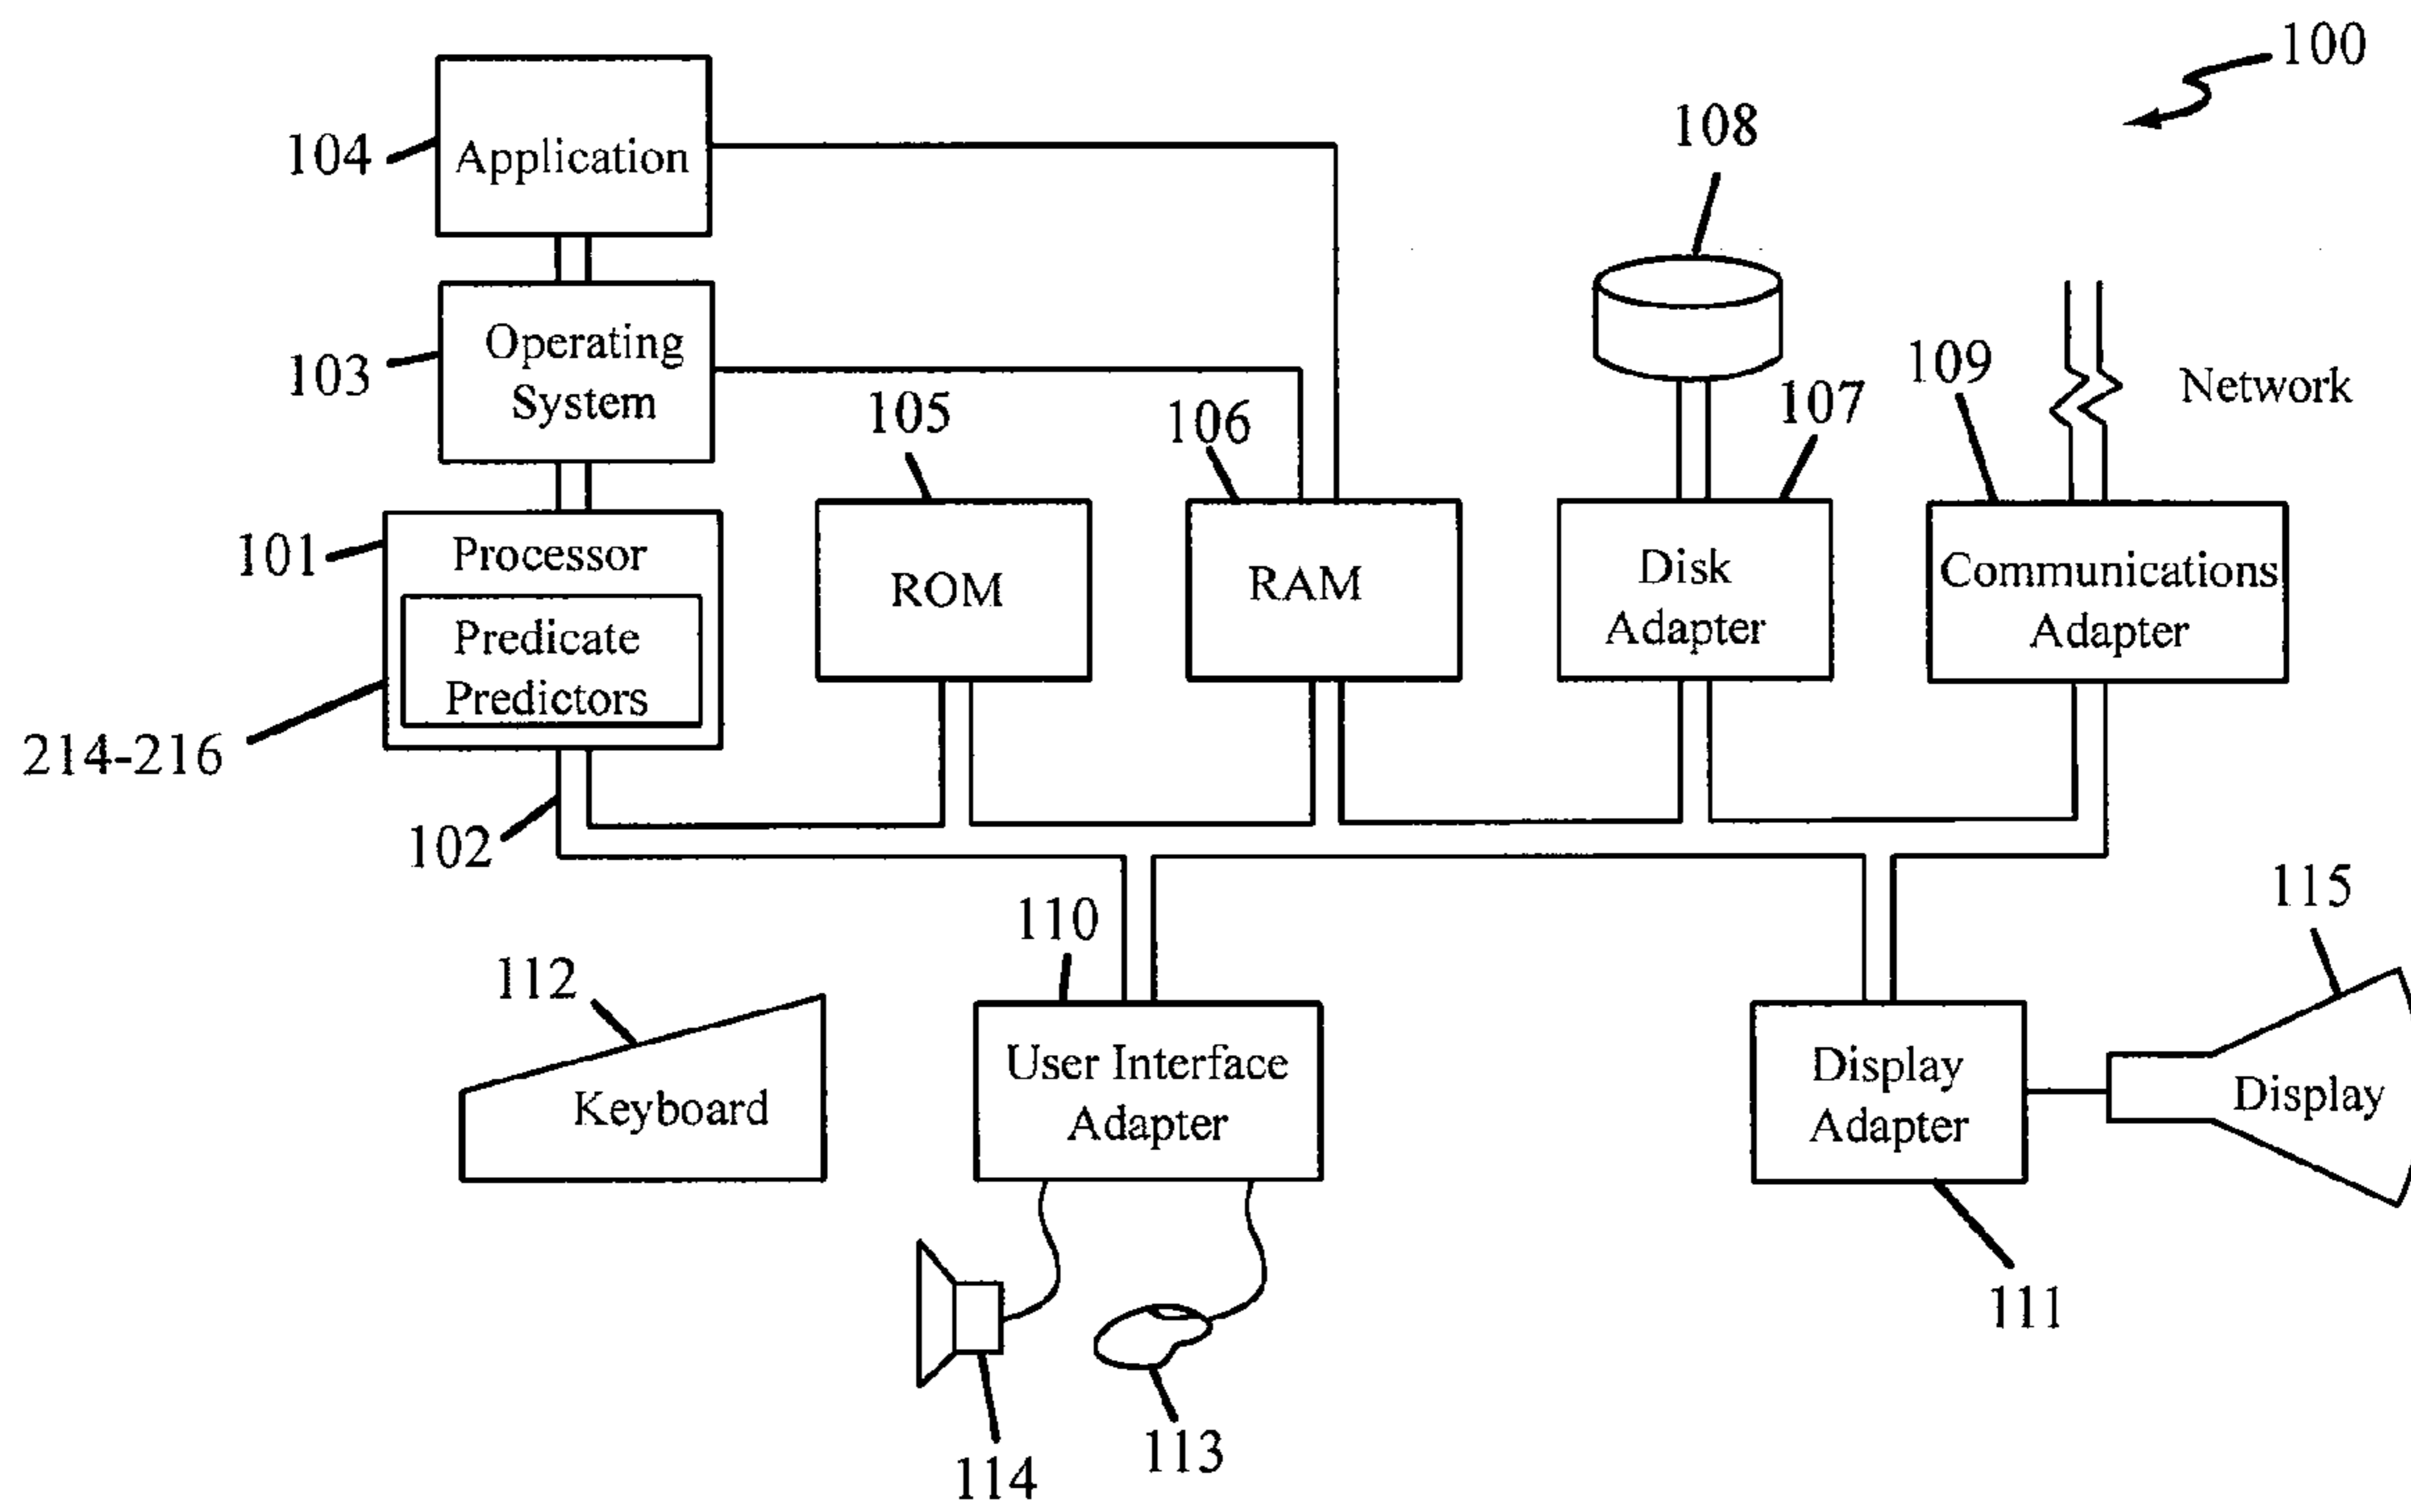 100
108
104
Application
Operating
System
103
105
106
107
109
Network
101
Processor
Predicate
Predictors
214-216
ROM
RAM
Disk
Adapter
Communications
Adapter
102
110
115
112
Keyboard
User Interface
Adapter
Display
Adapter
Display
111
114
113